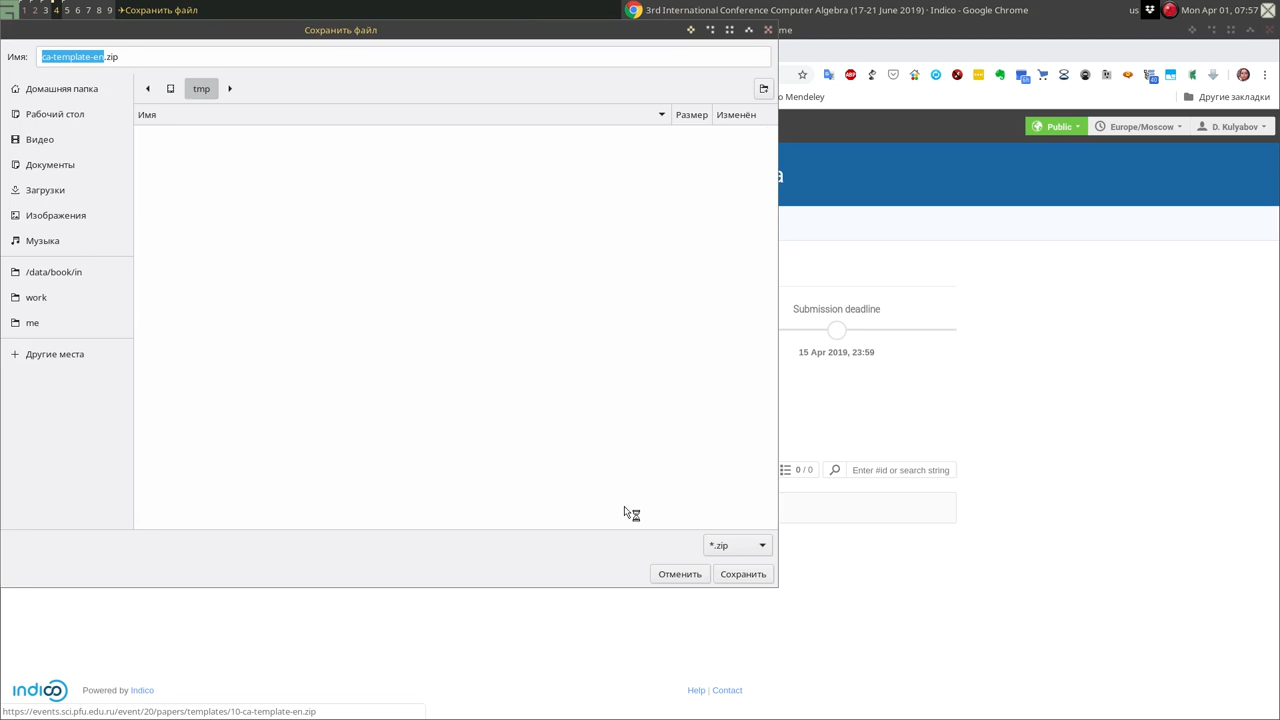 1 2 3 4 5 6 7 8 9 Сохранить файл
3rd International Conference Computer Algebra (17-21 June 2019) · Indico - Google Chrome
us
Mon Apr 01, 07:57
Сохранить файл
me
Имя: ca-template-en.zip
Домашняя папка
Рабочий стол
Видео
Документы
Загрузки
Изображения
Музыка
/data/book/in
work
me
Другие места
tmp
Имя
Размер
Изменён
*.zip
Отменить
Сохранить
ABP
o Mendeley
Другие закладки
Public
Europe/Moscow
D. Kulyabov
a
Submission deadline
15 Apr 2019, 23:59
0 / 0
Enter #id or search string
indico
Powered by Indico
Help | Contact
https://events.sci.pfu.edu.ru/event/20/papers/templates/10-ca-template-en.zip